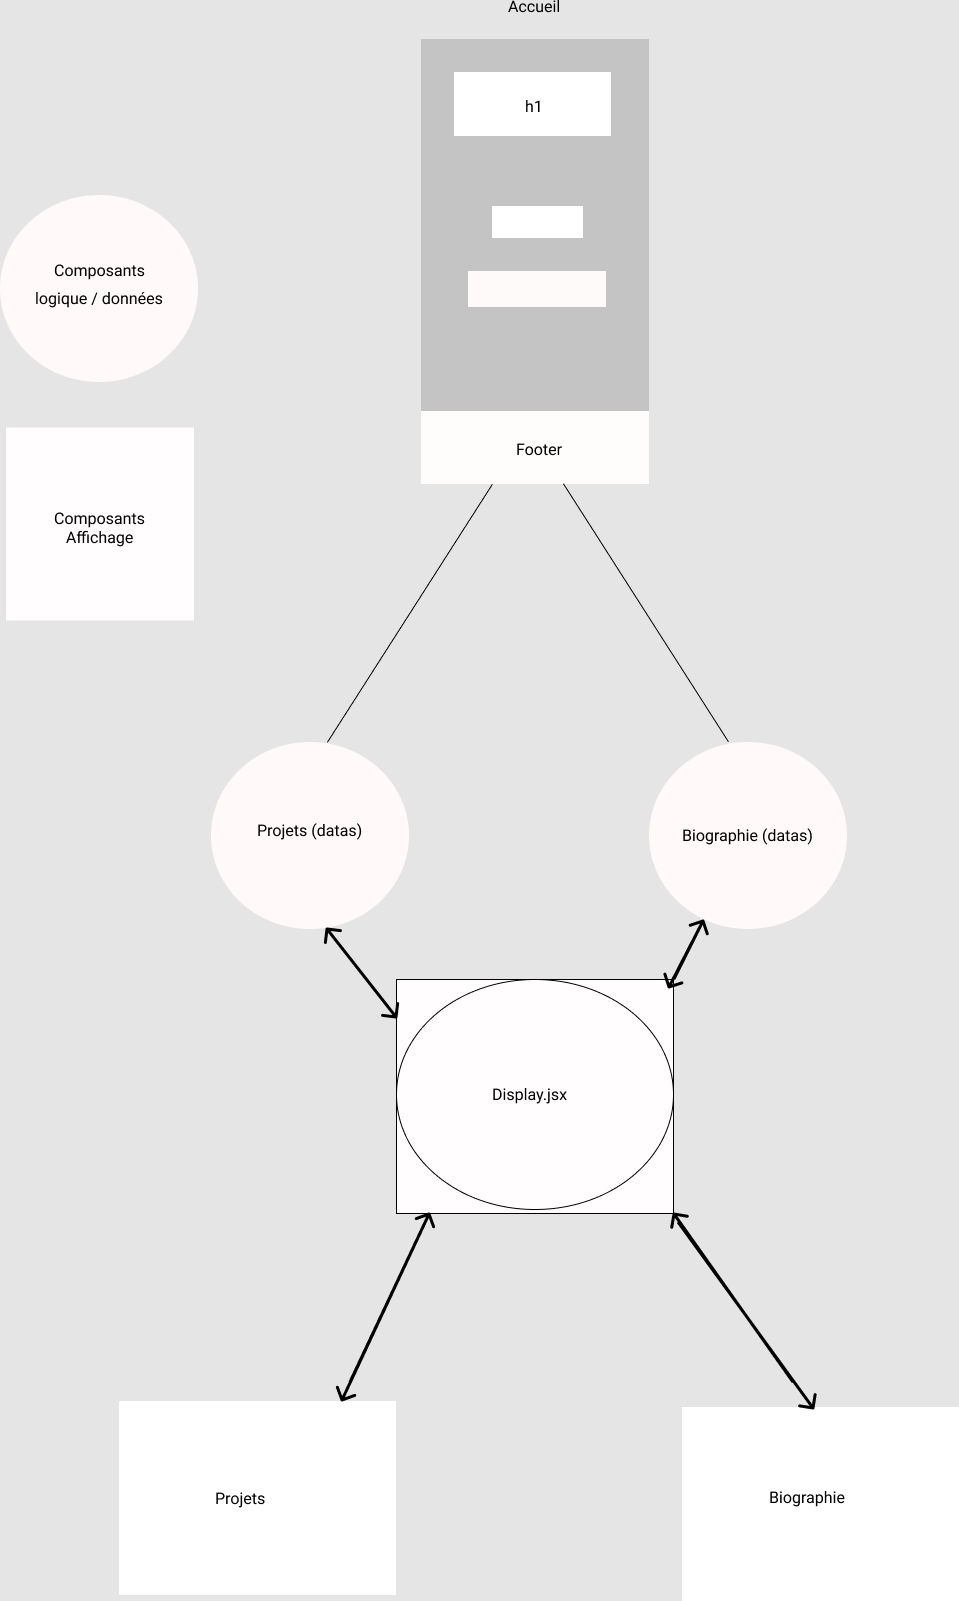 Accueil
h1
Composants
logique / données
Footer
Composants
Affichage
Projets (datas)
Biographie (datas)
Display.jsx
Projets
Biographie